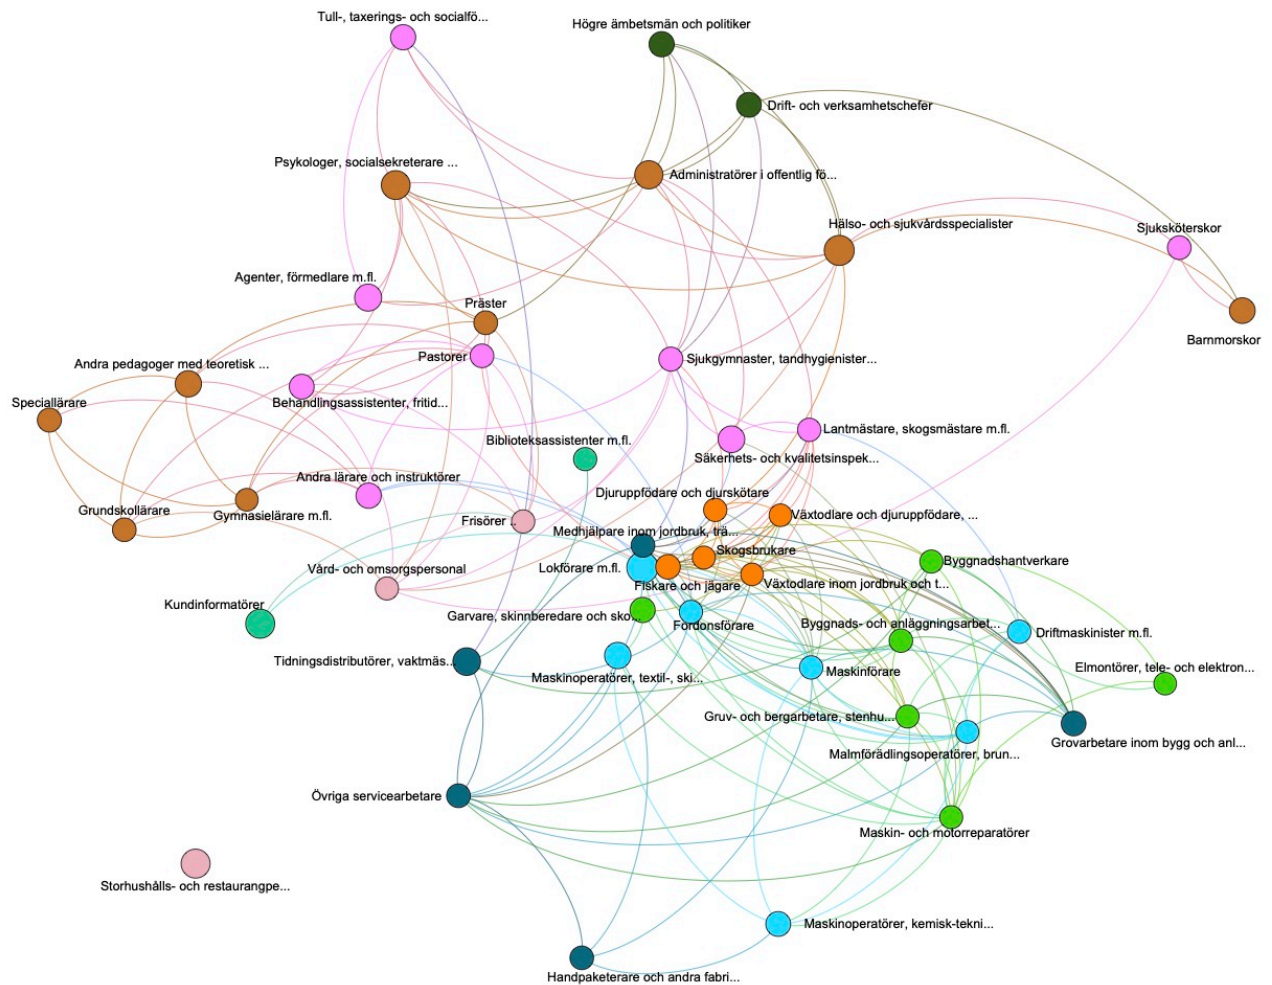 Tull-, taxerings- och socialfö...
Högre ämbetsmän och politiker
Drift- och verksamhetschefer
Psykologer, socialsekreterare ...
Administratörer i offentlig fö...
Hälso- och sjukvårdsspecialister
Sjuksköterskor
Agenter, förmedlare m.fl.
Präster
Barnmorskor
Pastorer
Sjukgymnaster, tandhygienister...
Andra pedagoger med teoretisk ...
Behandlingsassistenter, fritid...
Speciallärare
Lantmästare, skogsmästare m.fl.
Biblioteksassistenter m.fl.
Säkerhets- och kvalitetsinspek...
Andra lärare och instruktörer
Djuruppfödare och djurskötare
Grundskollärare
Gymnasielärare m.fl.
Frisörer ..
Växtodlare och djuruppfödare, ...
Medhjälpare inom jordbruk, trä...
Skogsbrukare
Byggnadshantverkare
Vård- och omsorgspersonal
Lokförare m.fl.
Fiskare och jägare
Växtodlare inom jordbruk och t...
Kundinformatörer
Garvare, skinnberedare och sko...
Fordonsförare
Byggnads- och anläggningsarbet...
Driftmaskinister m.fl.
Tidningsdistributörer, vaktmäs...
Maskinoperatörer, textil-, ski...
Maskinförare
Elmontörer, tele- och elektron...
Gruv- och bergarbetare, stenhu...
Malmförädlingsoperatörer, brun...
Grovarbetare inom bygg och anl...
Övriga servicearbetare
Maskin- och motorreparatörer
Storhushålls- och restaurangpe...
Maskinoperatörer, kemisk-tekni...
Handpaketerare och andra fabri...